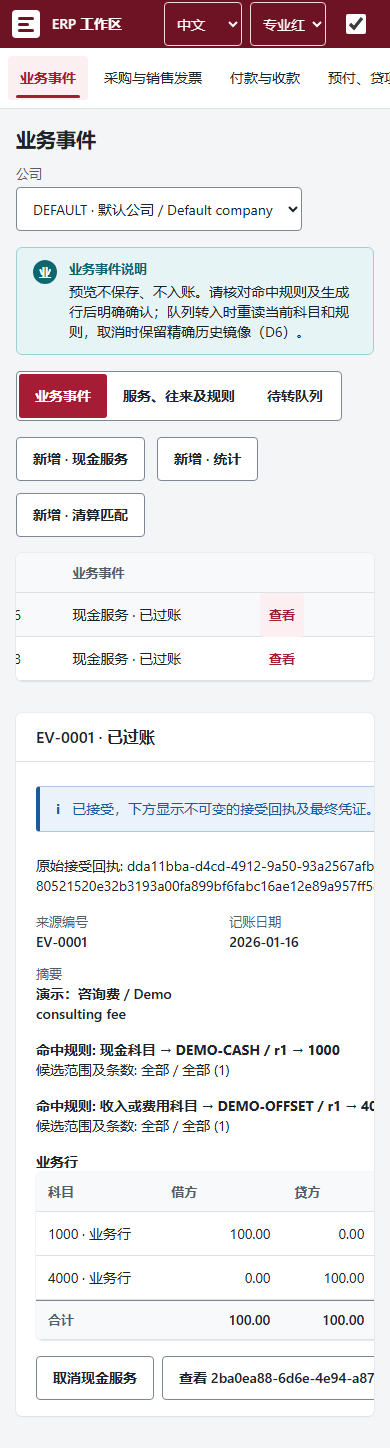 ERP 工作区 中文 专业红
业务事件 采购与销售发票 付款与收款 预付、贷
业务事件
公司
DEFAULT · 默认公司 / Default company
业 业务事件说明
预览不保存、不入账。请核对命中规则及生成
行后明确确认；队列转入时重读当前科目和规
则，取消时保留精确历史镜像（D6）。
业务事件 服务、往来及规则 待转队列
新增 · 现金服务 新增 · 统计
新增 · 清算匹配
业务事件
6 现金服务 · 已过账 查看
3 现金服务 · 已过账 查看
EV-0001 · 已过账
i 已接受，下方显示不可变的接受回执及最终凭证。
原始接受回执: dda11bba-d4cd-4912-9a50-93a2567afb
80521520e32b3193a00fa899bf6fabc16ae12e89a957ff5
来源编号 记账日期
EV-0001 2026-01-16
摘要
演示：咨询费 / Demo
consulting fee
命中规则: 现金科目 → DEMO-CASH / r1 → 1000
候选范围及条数: 全部 / 全部 (1)
命中规则: 收入或费用科目 → DEMO-OFFSET / r1 → 40
候选范围及条数: 全部 / 全部 (1)
业务行
科目 借方 贷方
1000 · 业务行 100.00 0.00
4000 · 业务行 0.00 100.00
合计 100.00 100.00
取消现金服务 查看 2ba0ea88-6d6e-4e94-a87